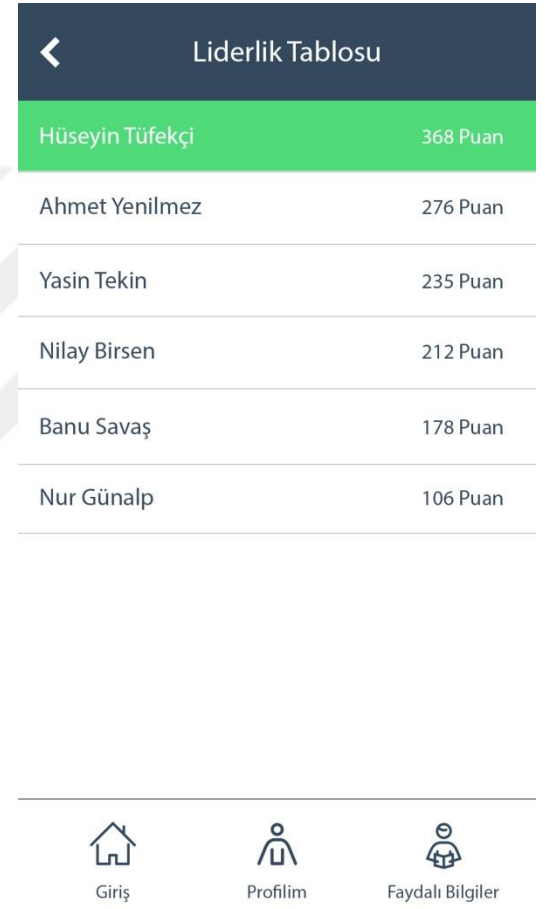 Liderlik Tablosu
Hüseyin Tüfekçi 368 Puan
Ahmet Yenilmez 276 Puan
Yasin Tekin 235 Puan
Nilay Birsen 212 Puan
Banu Savaş 178 Puan
Nur Günalp 106 Puan
Giriş Profilim Faydalı Bilgiler